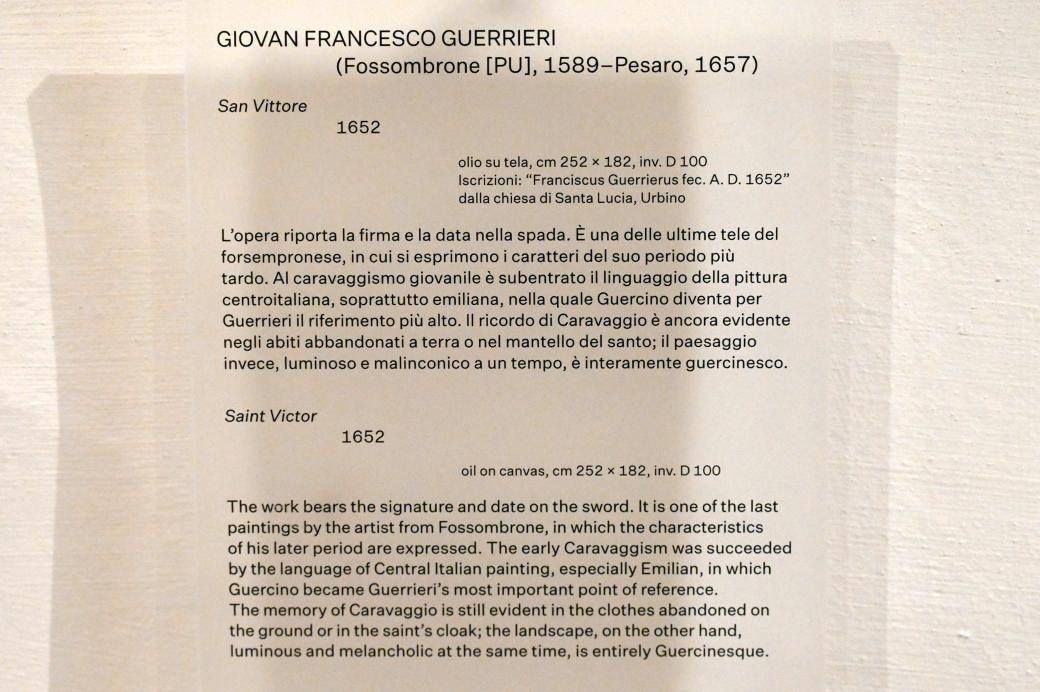 GIOVAN FRANCESCO GUERRIERI
(Fossombrone [PU], 1589–Pesaro, 1657)
San Vittore
1652
olio su tela, cm 252 × 182, inv. D 100
Iscrizioni: “Franciscus Guerrierus fec. A. D. 1652”
dalla chiesa di Santa Lucia, Urbino
L’opera riporta la firma e la data nella spada. È una delle ultime tele del
forsempronese, in cui si esprimono i caratteri del suo periodo più
tardo. Al caravaggismo giovanile è subentrato il linguaggio della pittura
centroitaliana, soprattutto emiliana, nella quale Guercino diventa per
Guerrieri il riferimento più alto. Il ricordo di Caravaggio è ancora evidente
negli abiti abbandonati a terra o nel mantello del santo; il paesaggio
invece, luminoso e malinconico a un tempo, è interamente guercinesco.
Saint Victor
1652
oil on canvas, cm 252 × 182, inv. D 100
The work bears the signature and date on the sword. It is one of the last
paintings by the artist from Fossombrone, in which the characteristics
of his later period are expressed. The early Caravaggism was succeeded
by the language of Central Italian painting, especially Emilian, in which
Guercino became Guerrieri’s most important point of reference.
The memory of Caravaggio is still evident in the clothes abandoned on
the ground or in the saint’s cloak; the landscape, on the other hand,
luminous and melancholic at the same time, is entirely Guercinesque.